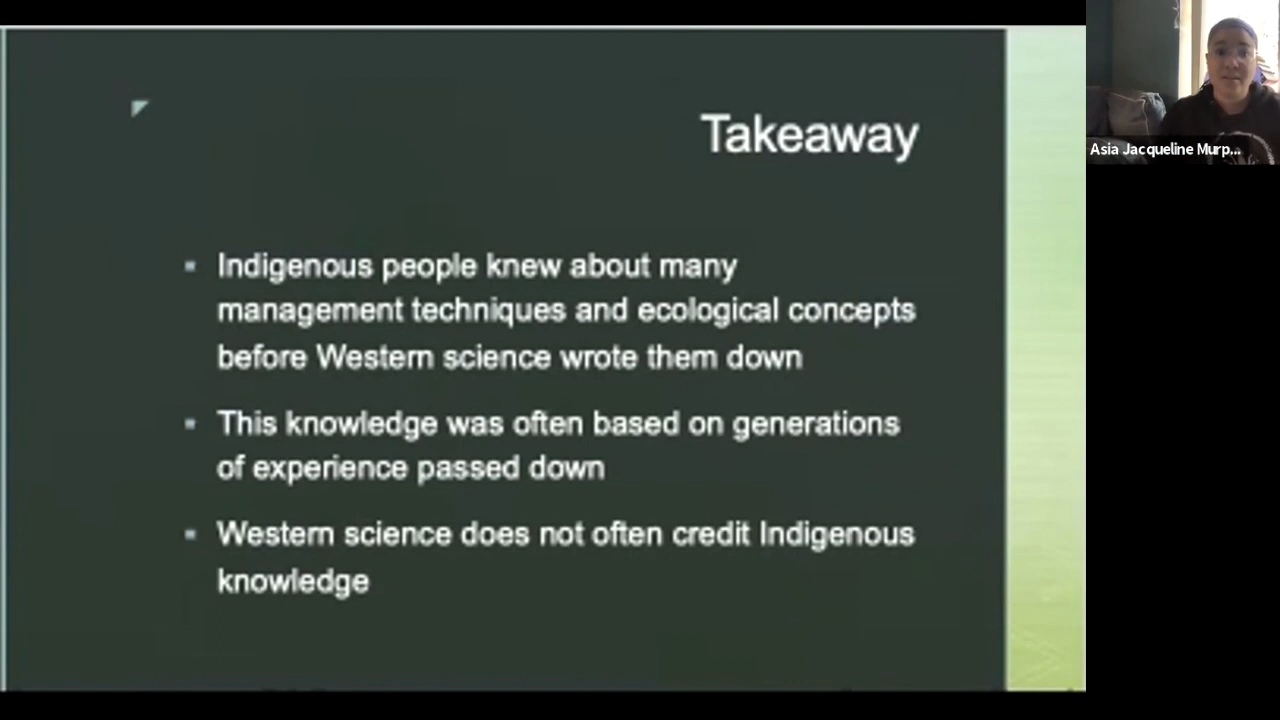 Takeaway
Indigenous people knew about many
management techniques and ecological concepts
before Western science wrote them down
This knowledge was often based on generations
of experience passed down
Western science does not often credit Indigenous
knowledge
Asia Jacqueline Murp...